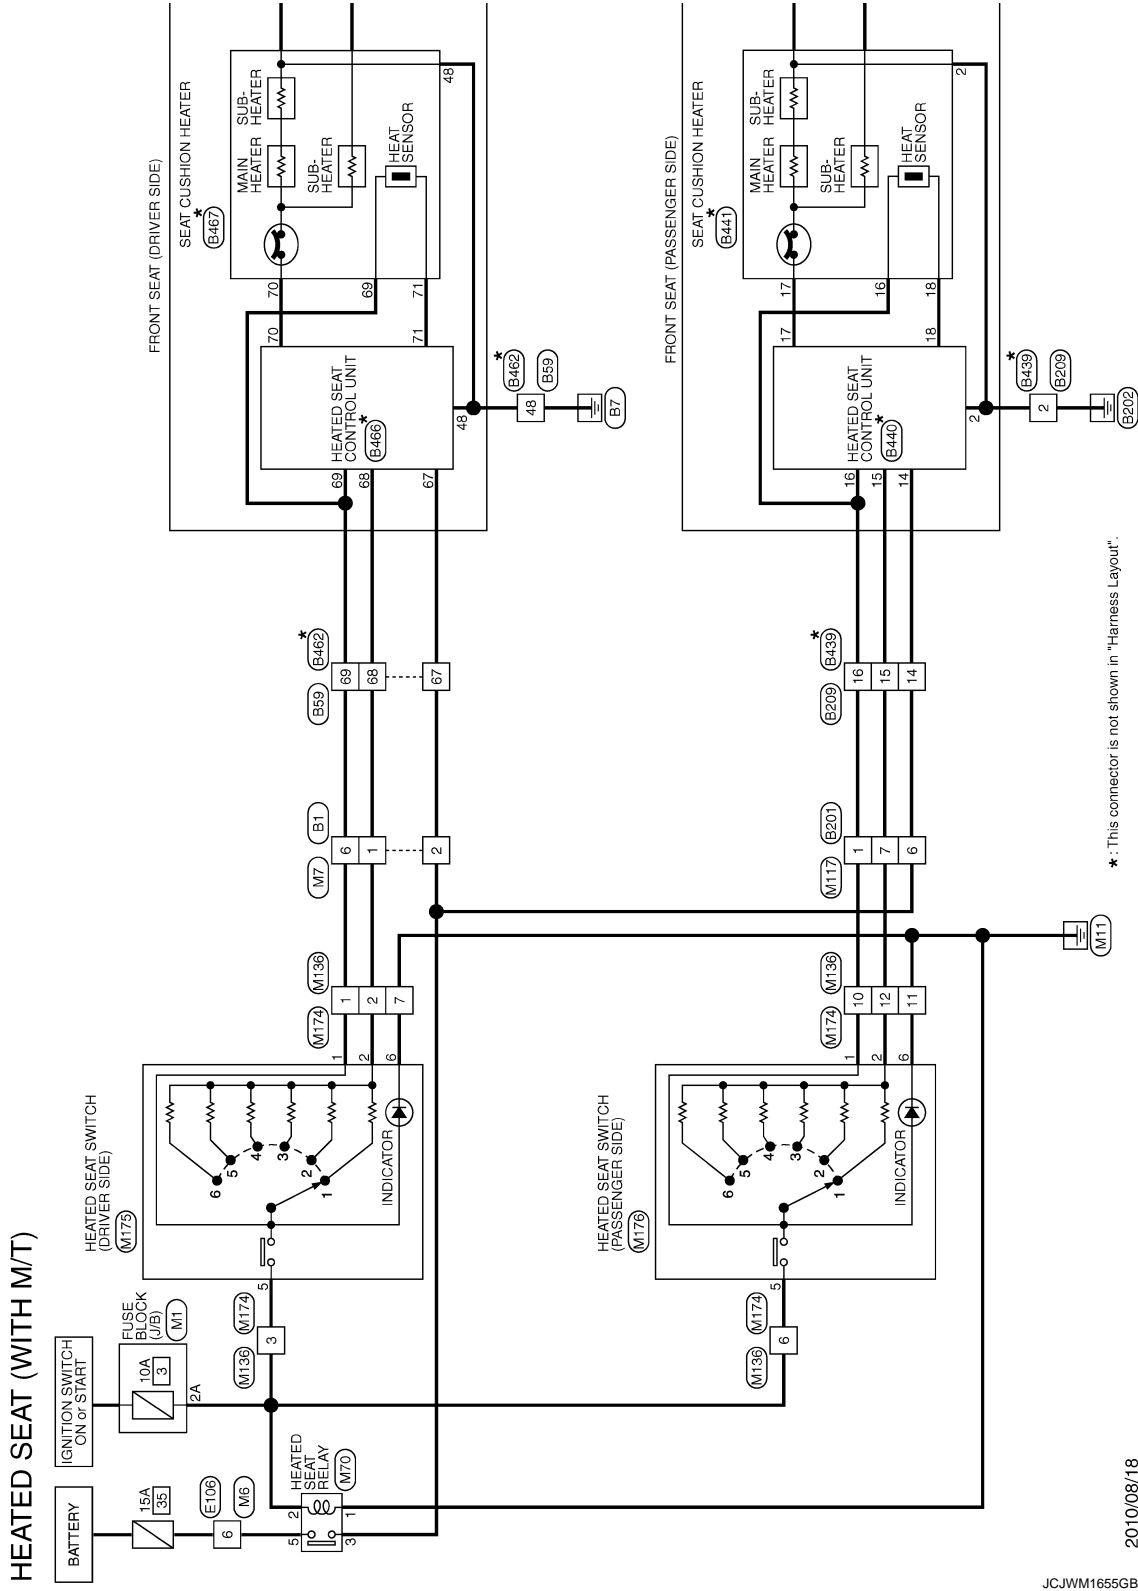 HEATED SEAT (WITH M/T)
BATTERY
15A
35
6
E106
M6
5
2
3
1
HEATED
SEAT
RELAY
M70
IGNITION SWITCH
ON or START
10A
3
FUSE
BLOCK
(J/B)
M1
2A
M136
3
M174
M136
6
M174
HEATED SEAT SWITCH
(DRIVER SIDE)
M175
5
6
5
4
3
2
1
INDICATOR
1
2
6
HEATED SEAT SWITCH
(PASSENGER SIDE)
M176
5
6
5
4
3
2
1
INDICATOR
1
2
6
M174
1
2
7
M136
M174
10
12
11
M136
M11
M7
6
1
2
B1
M117
1
7
6
B201
B59
69
68
67
B462
*
B209
16
15
14
B439
*
FRONT SEAT (DRIVER SIDE)
69
68
67
HEATED SEAT
CONTROL UNIT
*
B466
48
70
71
*
B462
48
B59
B7
SEAT CUSHION HEATER
*
B467
70
69
71
MAIN
HEATER
SUB-
HEATER
SUB-
HEATER
HEAT
SENSOR
48
FRONT SEAT (PASSENGER SIDE)
16
15
14
HEATED SEAT
CONTROL UNIT
*
B440
2
17
18
*
B439
2
B209
B202
SEAT CUSHION HEATER
*
B441
17
16
18
MAIN
HEATER
SUB-
HEATER
SUB-
HEATER
HEAT
SENSOR
2
* : This connector is not shown in "Harness Layout".
2010/08/18
JCJWM1655GB